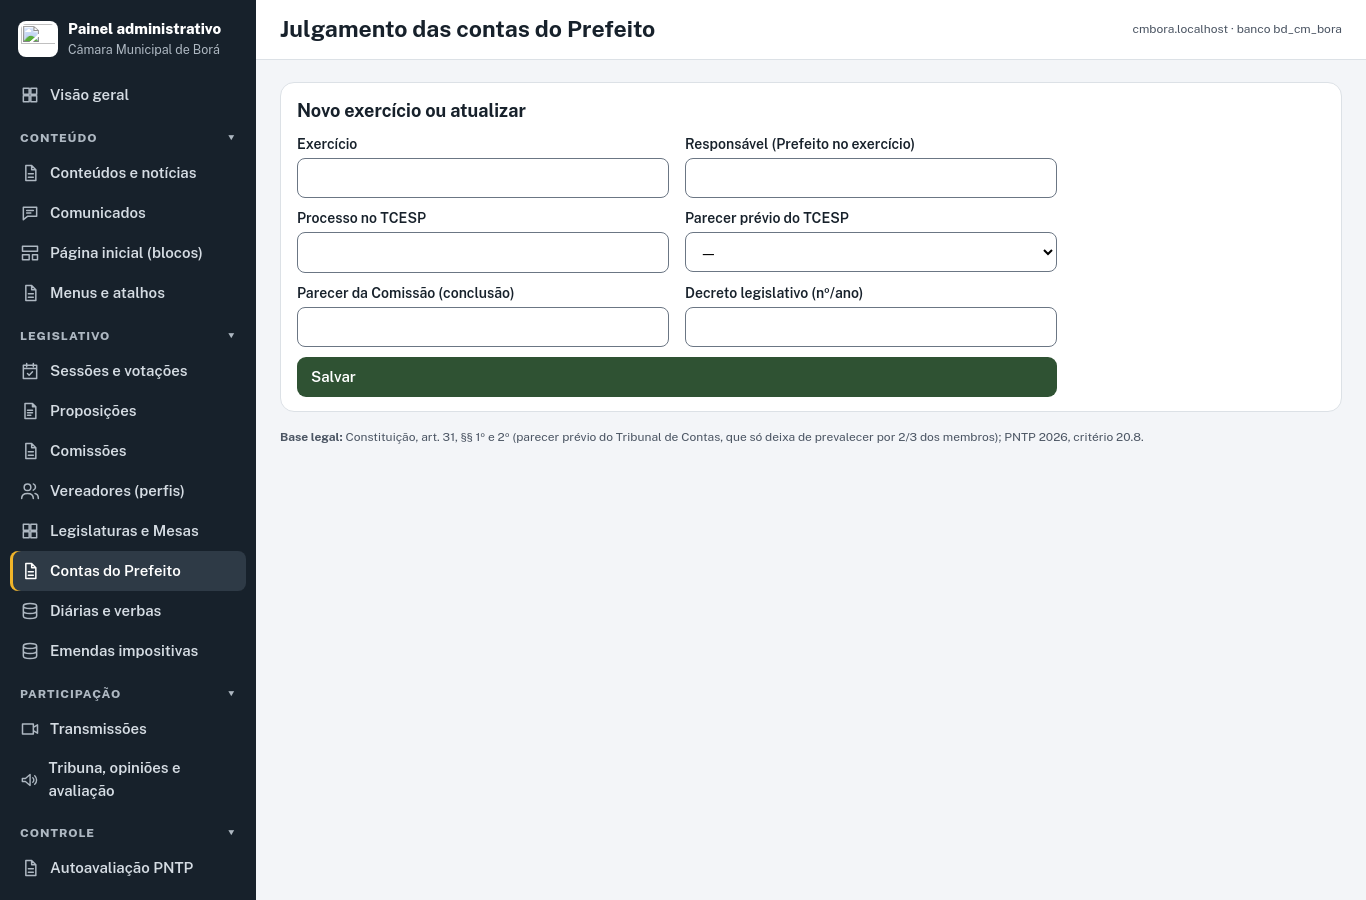 Painel administrativo
Câmara Municipal de Borá
Visão geral
CONTEÚDO
Conteúdos e notícias
Comunicados
Página inicial (blocos)
Menus e atalhos
LEGISLATIVO
Sessões e votações
Proposições
Comissões
Vereadores (perfis)
Legislaturas e Mesas
Contas do Prefeito
Diárias e verbas
Emendas impositivas
PARTICIPAÇÃO
Transmissões
Tribuna, opiniões e
avaliação
CONTROLE
Autoavaliação PNTP
Julgamento das contas do Prefeito
cmbora.localhost · banco bd_cm_bora
Novo exercício ou atualizar
Exercício
Responsável (Prefeito no exercício)
Processo no TCESP
Parecer prévio do TCESP
—
Parecer da Comissão (conclusão)
Decreto legislativo (nº/ano)
Salvar
Base legal: Constituição, art. 31, §§ 1º e 2º (parecer prévio do Tribunal de Contas, que só deixa de prevalecer por 2/3 dos membros); PNTP 2026, critério 20.8.